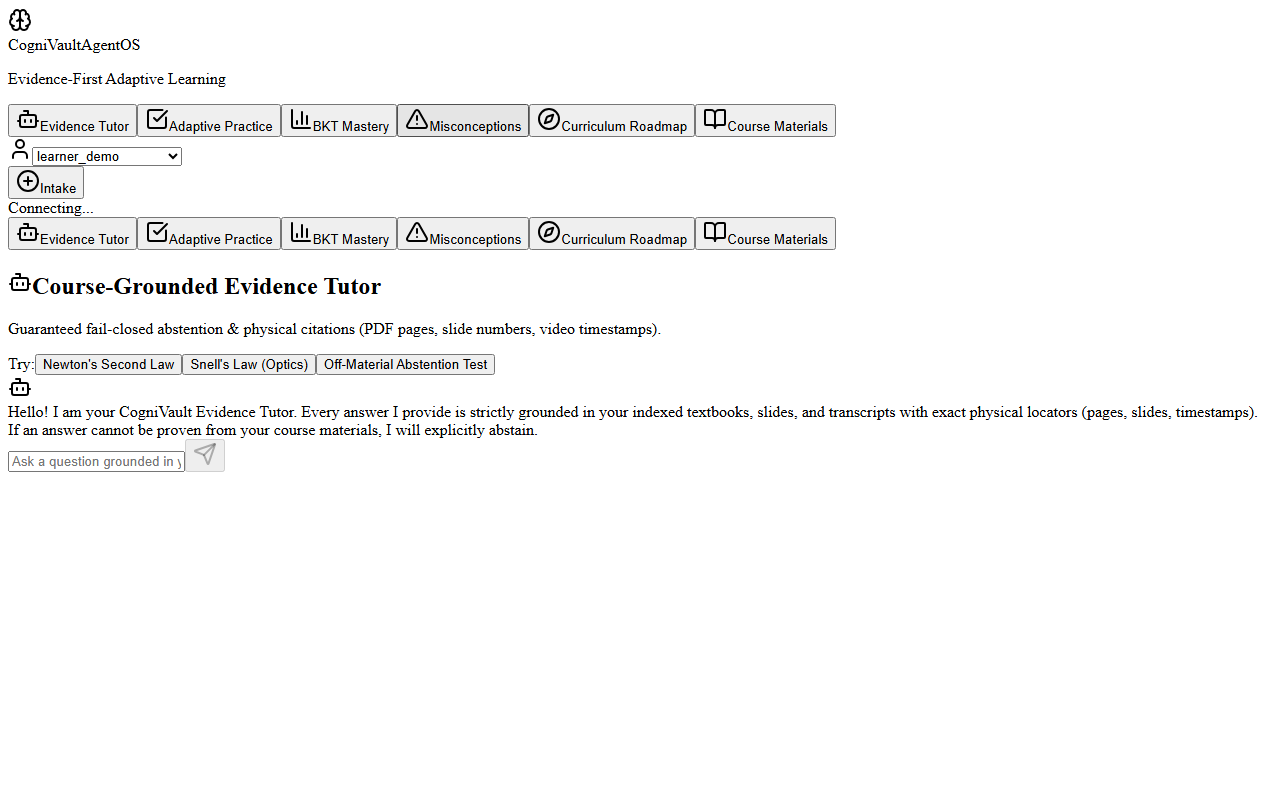 CogniVaultAgentOS
Evidence-First Adaptive Learning
Evidence Tutor Adaptive Practice BKT Mastery Misconceptions Curriculum Roadmap Course Materials
learner_demo
Intake
Connecting...
Evidence Tutor Adaptive Practice BKT Mastery Misconceptions Curriculum Roadmap Course Materials
Course-Grounded Evidence Tutor
Guaranteed fail-closed abstention & physical citations (PDF pages, slide numbers, video timestamps).
Try: Newton's Second Law Snell's Law (Optics) Off-Material Abstention Test
Hello! I am your CogniVault Evidence Tutor. Every answer I provide is strictly grounded in your indexed textbooks, slides, and transcripts with exact physical locators (pages, slides, timestamps).
If an answer cannot be proven from your course materials, I will explicitly abstain.
Ask a question grounded in